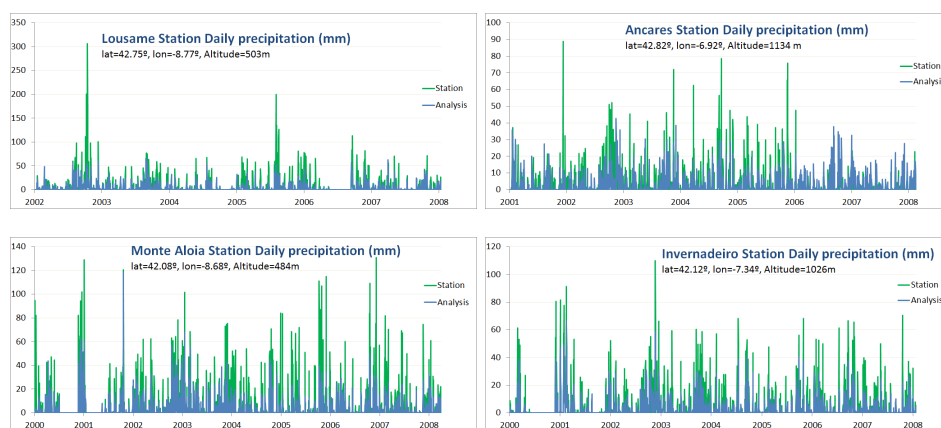 Lousame Station Daily precipitation (mm)
lat=42.75º, lon=-8.77º, Altitude=503m
350
300
250
200
150
100
50
0
Station
Analysis
2002 2003 2004 2005 2006 2007 2008
Ancares Station Daily precipitation (mm)
lat=42.82º, lon=-6.92º, Altitude=1134 m
100
90
80
70
60
50
40
30
20
10
0
Station
Analysis
2001 2002 2003 2004 2005 2006 2007 2008
Monte Aloia Station Daily precipitation (mm)
lat=42.08º, lon=-8.68º, Altitude=484m
140
120
100
80
60
40
20
0
Station
Analysis
2000 2001 2002 2003 2004 2005 2006 2007 2008
Invernadeiro Station Daily precipitation (mm)
lat=42.12º, lon=-7.34º, Altitude=1026m
120
100
80
60
40
20
0
Station
Analysis
2000 2001 2002 2003 2004 2005 2006 2007 2008